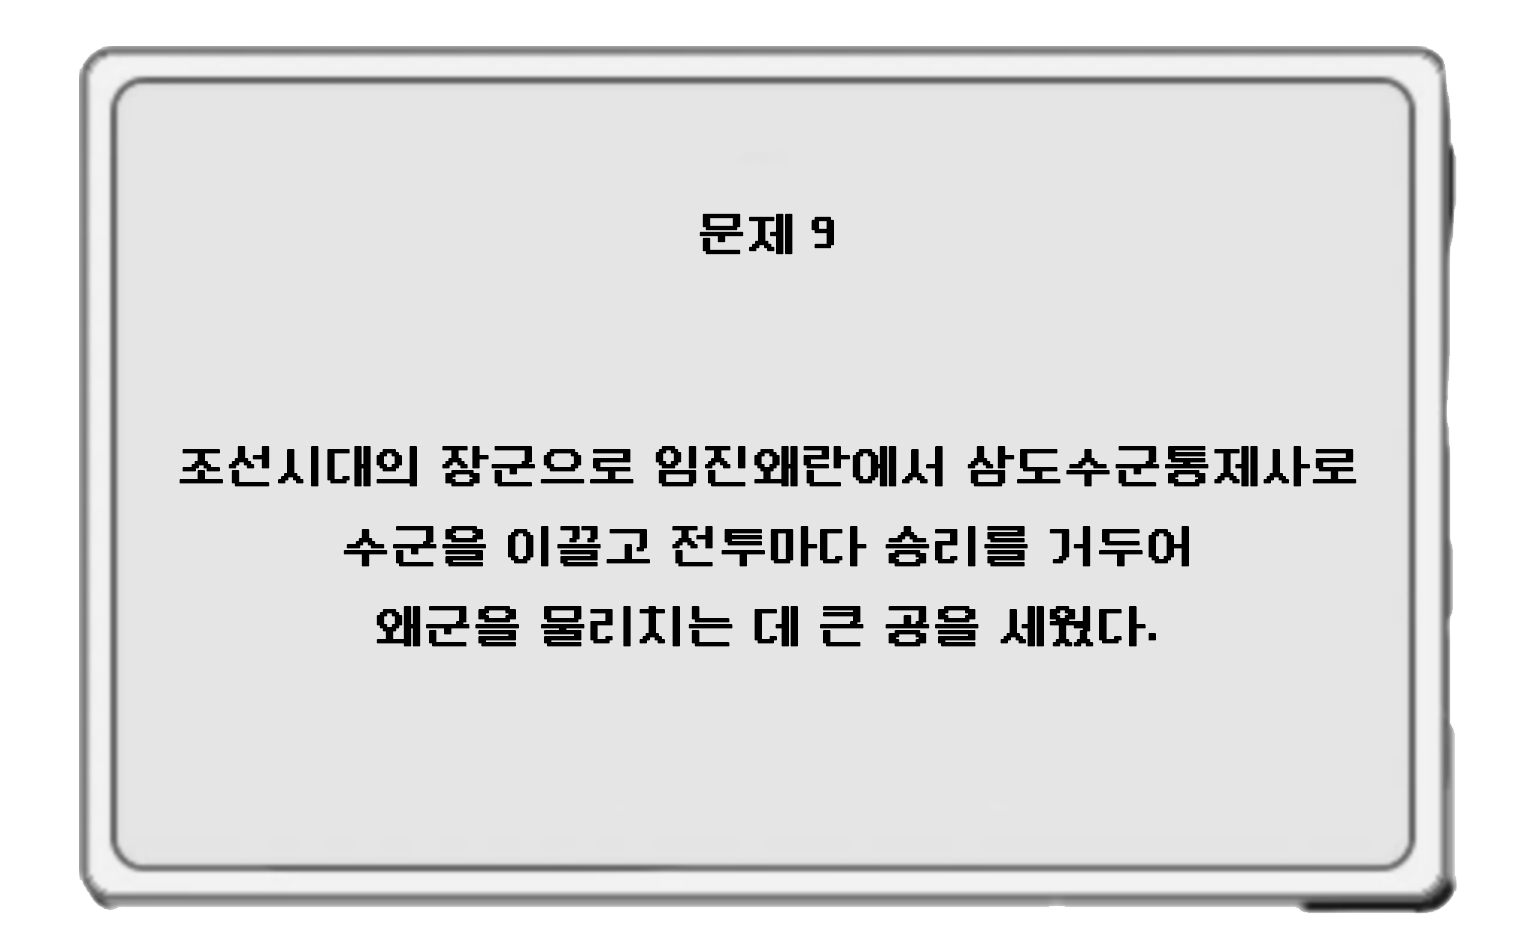 문제 9
조선시대의 장군으로 임진왜란에서 삼도수군통제사로
수군을 이끌고 전투마다 승리를 거두어
왜군을 물리치는 데 큰 공을 세웠다.